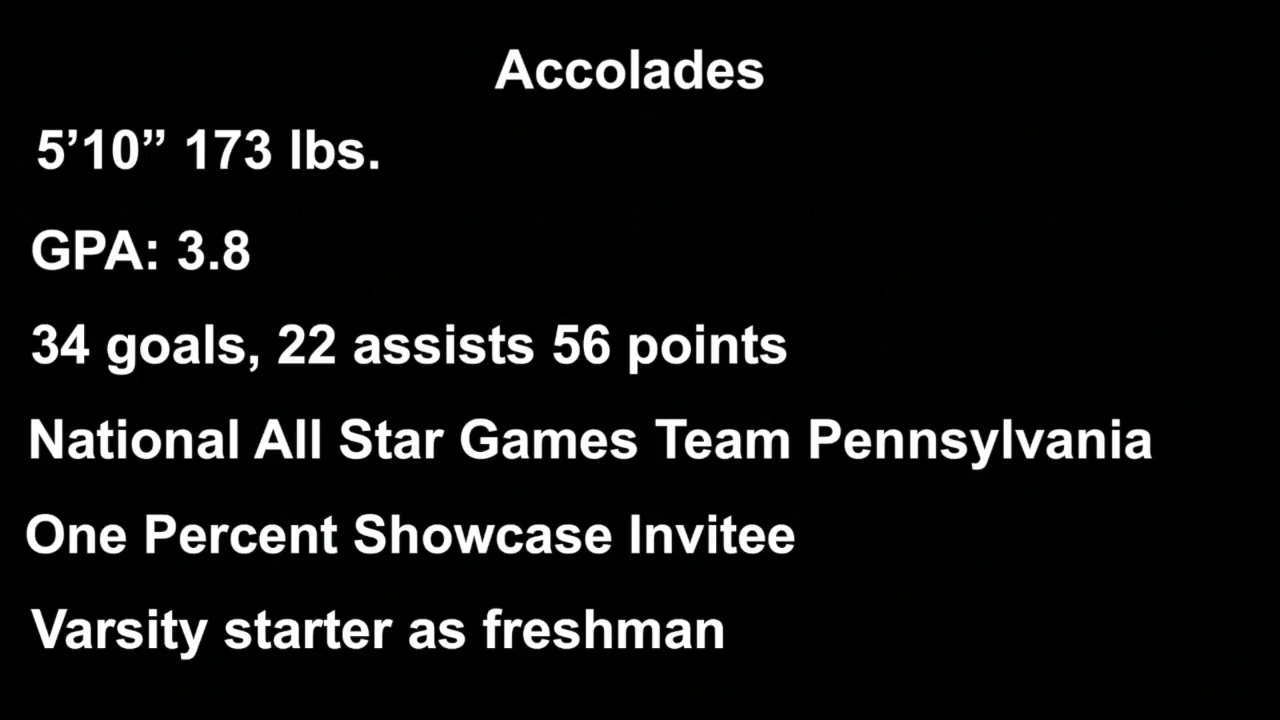 Accolades
5’10” 173 lbs.
GPA: 3.8
34 goals, 22 assists 56 points
National All Star Games Team Pennsylvania
One Percent Showcase Invitee
Varsity starter as freshman